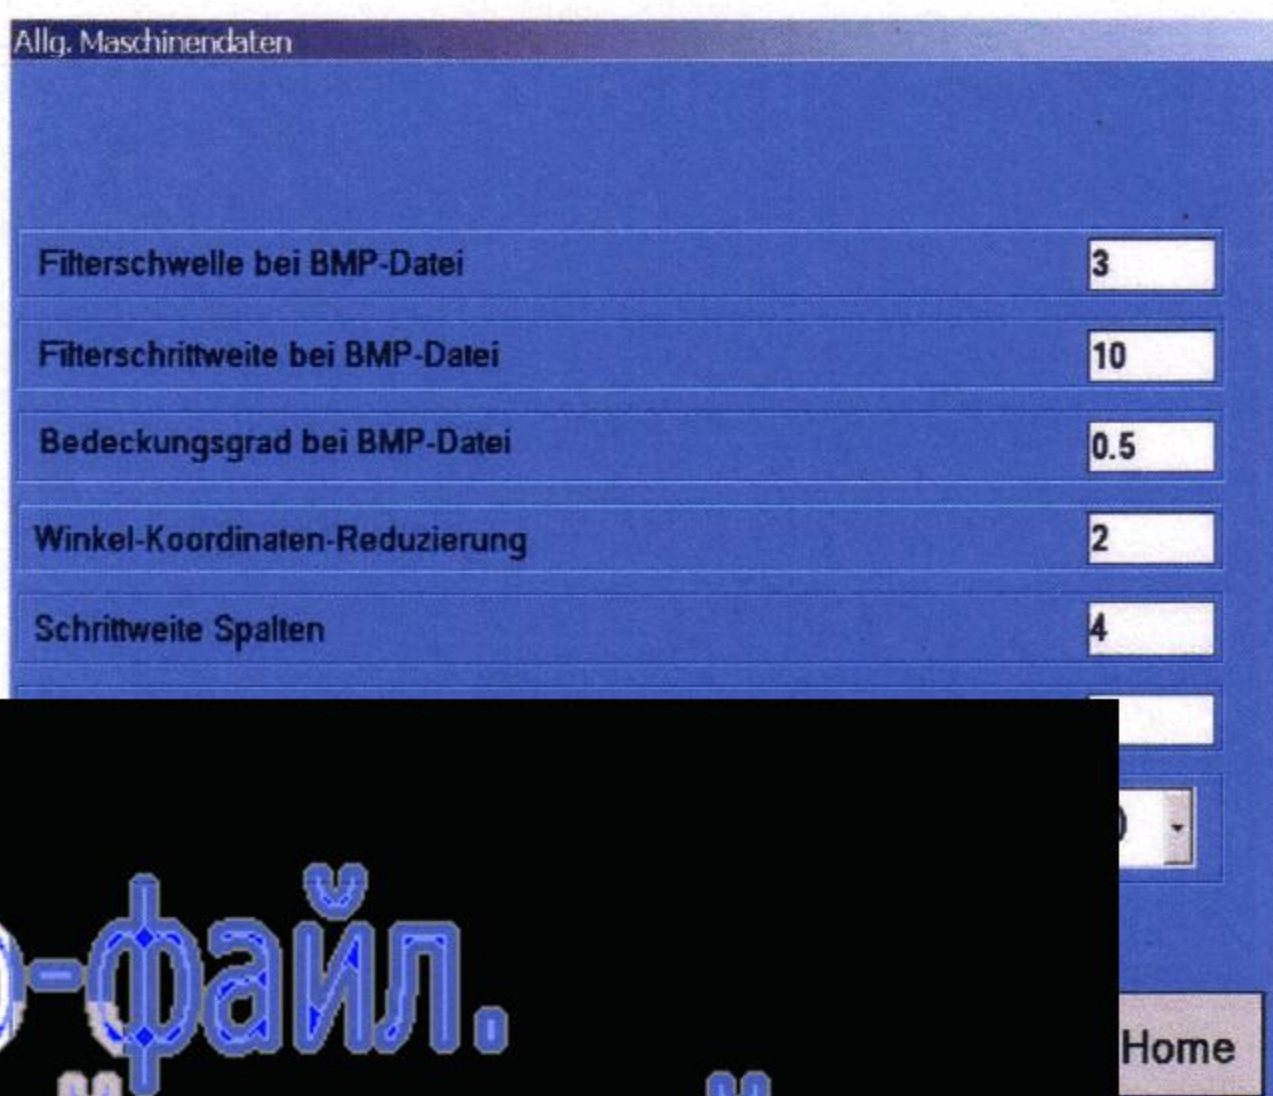 Allg. Maschinendaten
Filterschwelle bei BMP-Datei 3
Filterschrittweite bei BMP-Datei 10
Bedeckungsgrad bei BMP-Datei 0.5
Winkel-Koordinaten-Reduzierung 2
Schrittweite Spalten 4
-файл.
Home